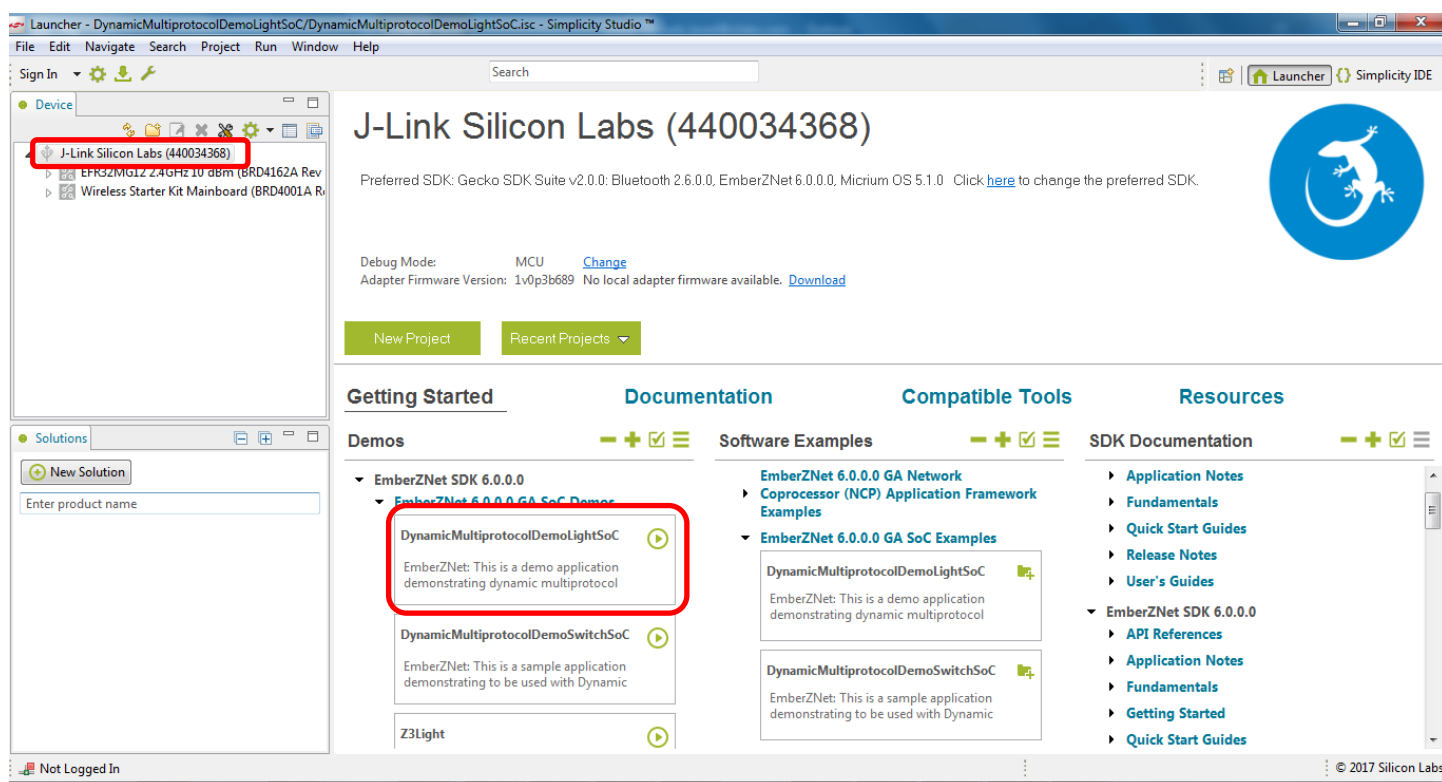 Launcher - DynamicMultiprotocolDemoLightSoC/DynamicMultiprotocolDemoLightSoC.isc - Simplicity Studio ™
File Edit Navigate Search Project Run Window Help
Sign In
Search
Launcher
Simplicity IDE
Device
J-Link Silicon Labs (440034368)
EFR32MG12 2.4GHz 10 dBm (BRD4162A Rev
Wireless Starter Kit Mainboard (BRD4001A Re
J-Link Silicon Labs (440034368)
Preferred SDK: Gecko SDK Suite v2.0.0: Bluetooth 2.6.0.0, EmberZNet 6.0.0.0, Micrium OS 5.1.0 Click here to change the preferred SDK.
Debug Mode: MCU Change
Adapter Firmware Version: 1v0p3b689 No local adapter firmware available. Download
New Project
Recent Projects
Getting Started
Documentation
Compatible Tools
Resources
Solutions
New Solution
Enter product name
Demos
EmberZNet SDK 6.0.0.0
EmberZNet 6.0.0.0 GA SoC Demos
DynamicMultiprotocolDemoLightSoC
EmberZNet: This is a demo application
demonstrating dynamic multiprotocol
DynamicMultiprotocolDemoSwitchSoC
EmberZNet: This is a sample application
demonstrating to be used with Dynamic
Z3Light
Software Examples
EmberZNet 6.0.0.0 GA Network
Coprocessor (NCP) Application Framework
Examples
EmberZNet 6.0.0.0 GA SoC Examples
DynamicMultiprotocolDemoLightSoC
EmberZNet: This is a demo application
demonstrating dynamic multiprotocol
DynamicMultiprotocolDemoSwitchSoC
EmberZNet: This is a sample application
demonstrating to be used with Dynamic
SDK Documentation
Application Notes
Fundamentals
Quick Start Guides
Release Notes
User's Guides
EmberZNet SDK 6.0.0.0
API References
Application Notes
Fundamentals
Getting Started
Quick Start Guides
Not Logged In
© 2017 Silicon Labs